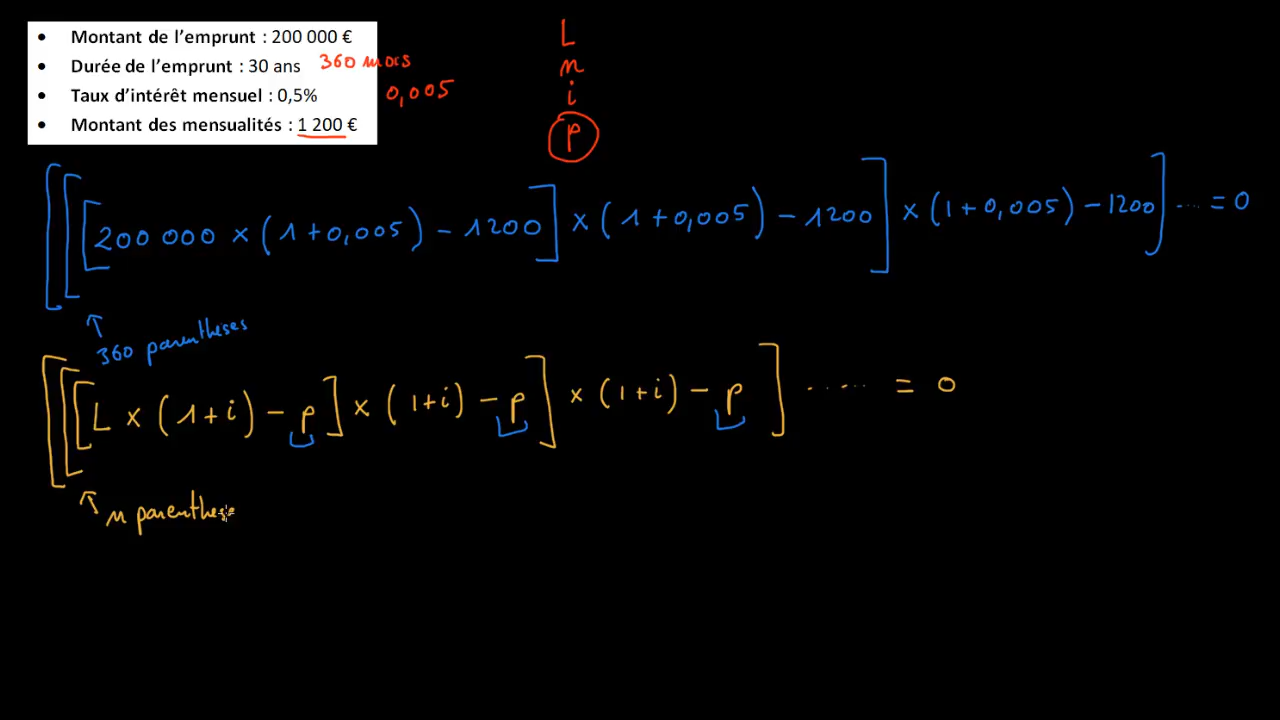 • Montant de l'emprunt : 200 000 €
• Durée de l'emprunt : 30 ans 360 mois
• Taux d'intérêt mensuel : 0,5% 0,005
• Montant des mensualités : 1 200 €
L
n
i
p
[[[200 000 × (1+0,005) - 1200] × (1+0,005) - 1200] × (1+0,005) - 1200] ... = 0
↑
360 parenthèses
[[[L × (1+i) - p] × (1+i) - p] × (1+i) - p] ...... = 0
↑ n parenthèse